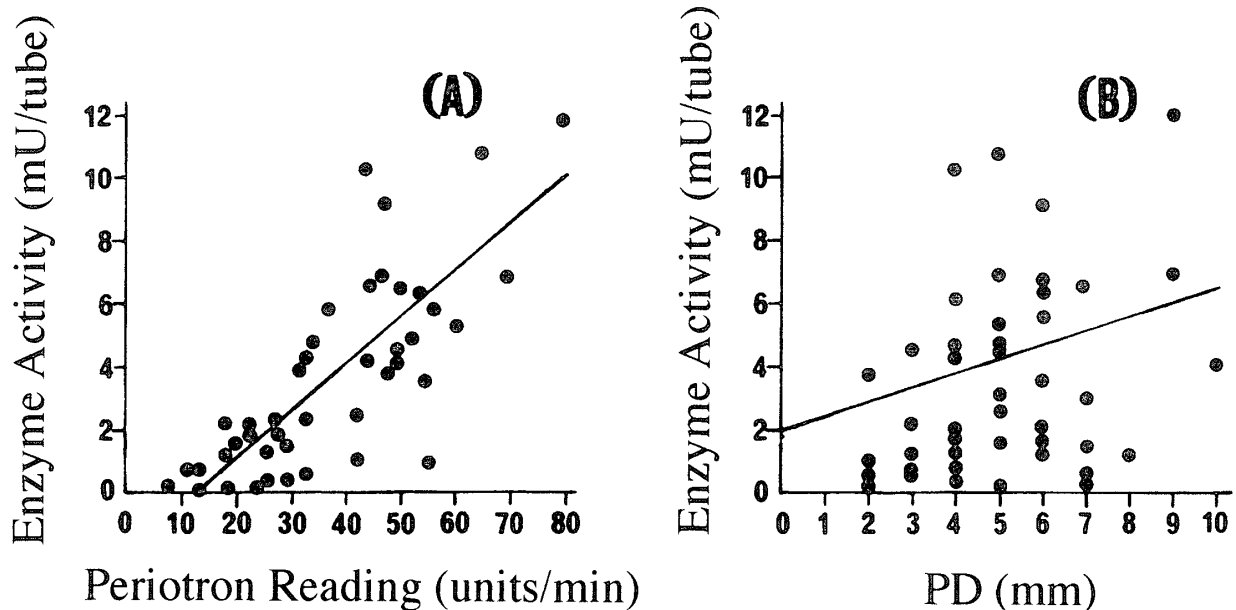 Enzyme Activity (mU/tube)
(A)
12
10
8
6
4
2
0
0 10 20 30 40 50 60 70 80
Periotron Reading (units/min)
Enzyme Activity (mU/tube)
(B)
12
10
8
6
4
2
0
0 1 2 3 4 5 6 7 8 9 10
PD (mm)